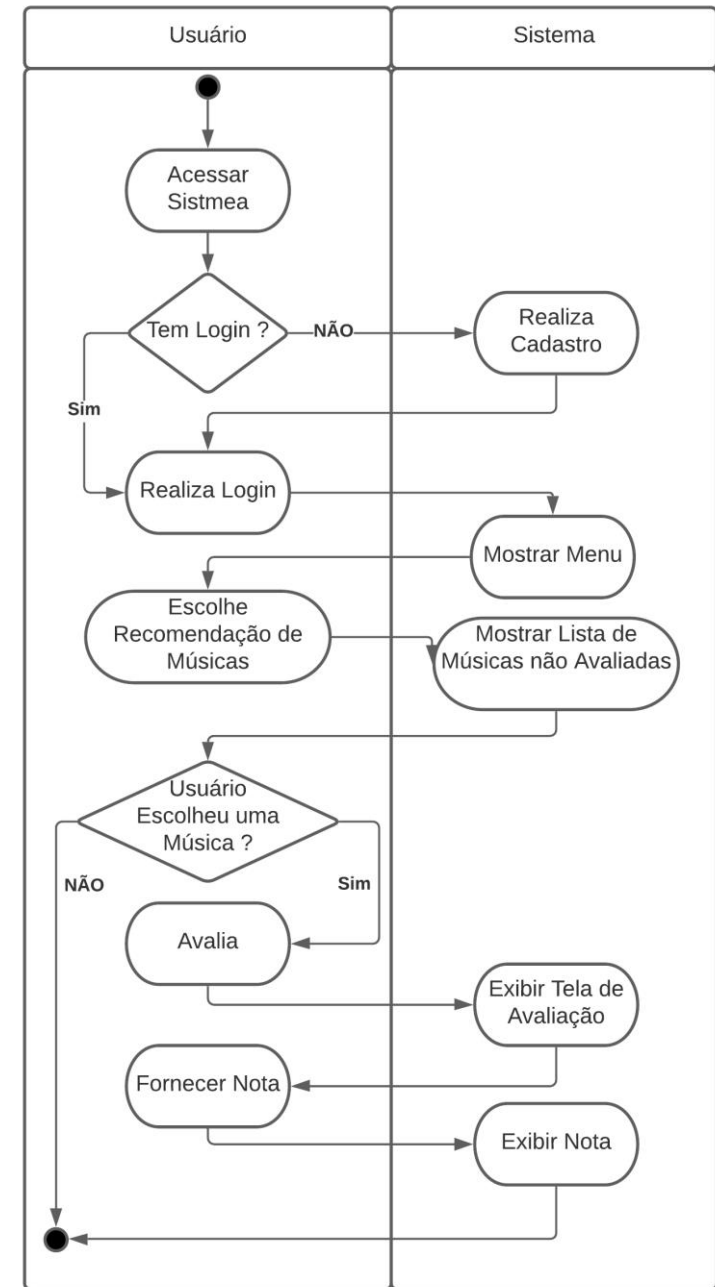 Usuário
Sistema
Acessar
Sistmea
Tem Login ?
NÃO
Realiza
Cadastro
Sim
Realiza Login
Mostrar Menu
Escolhe
Recomendação de
Músicas
Mostrar Lista de
Músicas não Avaliadas
Usuário
Escolheu uma
Música ?
NÃO
Sim
Avalia
Exibir Tela de
Avaliação
Fornecer Nota
Exibir Nota